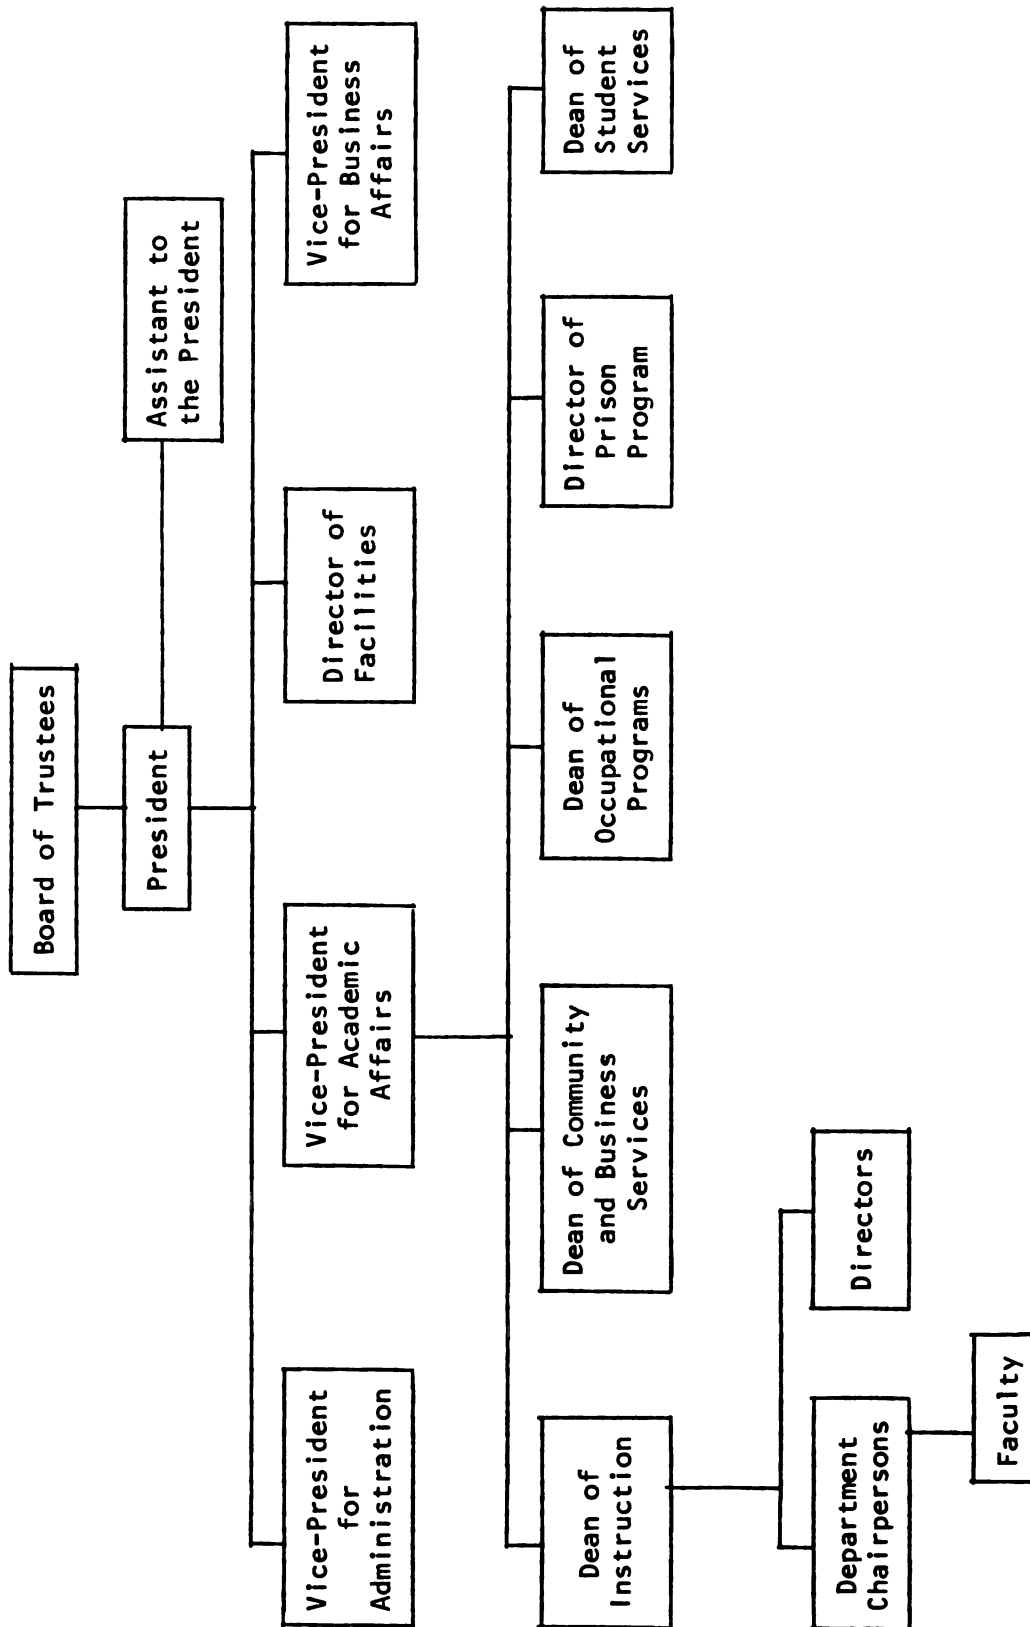 Board of Trustees
President
Assistant to
the President
Vice-President
for
Administration
Vice-President
for Academic
Affairs
Director of
Facilities
Vice-President
for Business
Affairs
Dean of
Instruction
Dean of Community
and Business
Services
Dean of
Occupational
Programs
Director of
Prison
Program
Dean of
Student
Services
Department
Chairpersons
Directors
Faculty